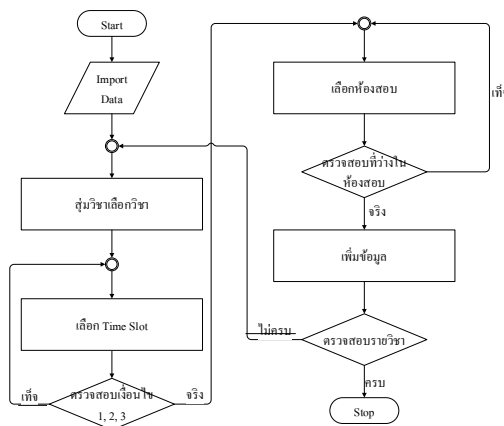 Start
Import
Data
สุ่มวิชาเลือกวิชา
เลือก Time Slot
ตรวจสอบเงื่อนไข
1, 2, 3
เท็จ
จริง
เลือกห้องสอบ
ตรวจสอบที่ว่างใน
ห้องสอบ
เท็จ
จริง
เพิ่มข้อมูล
ตรวจสอบรายวิชา
ไม่ครบ
ครบ
Stop